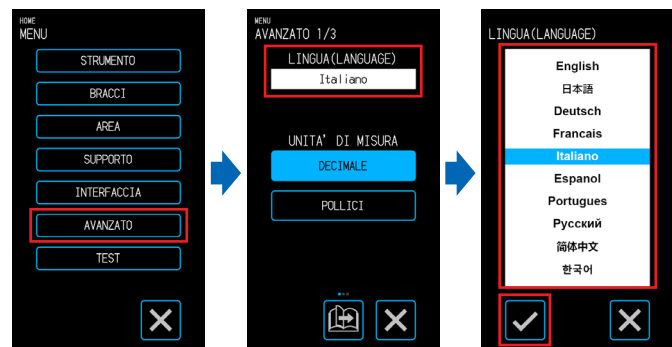 HOME
MENU
STRUMENTO
BRACCI
AREA
SUPPORTO
INTERFACCIA
AVANZATO
TEST
MENU
AVANZATO 1/3
LINGUA(LANGUAGE)
Italiano
UNITA' DI MISURA
DECIMALE
POLLICI
LINGUA(LANGUAGE)
English
日本語
Deutsch
Francais
Italiano
Espanol
Portugues
Русский
简体中文
한국어